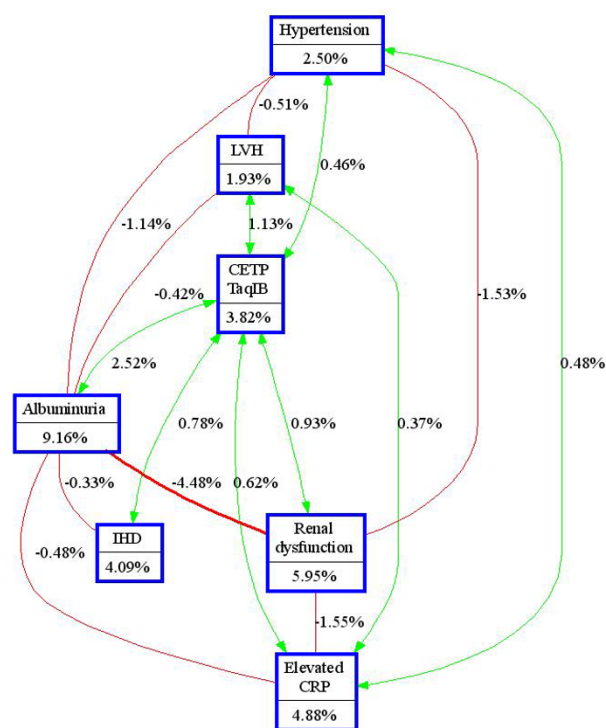 Hypertension
2.50%
-0.51%
LVH
1.93%
0.46%
-1.14%
1.13%
CETP
TaqIB
3.82%
-0.42%
-1.53%
2.52%
0.48%
Albuminuria
9.16%
0.78%
0.93%
0.37%
-0.33%
-4.48%
0.62%
IHD
4.09%
Renal
dysfunction
5.95%
-0.48%
-1.55%
Elevated
CRP
4.88%